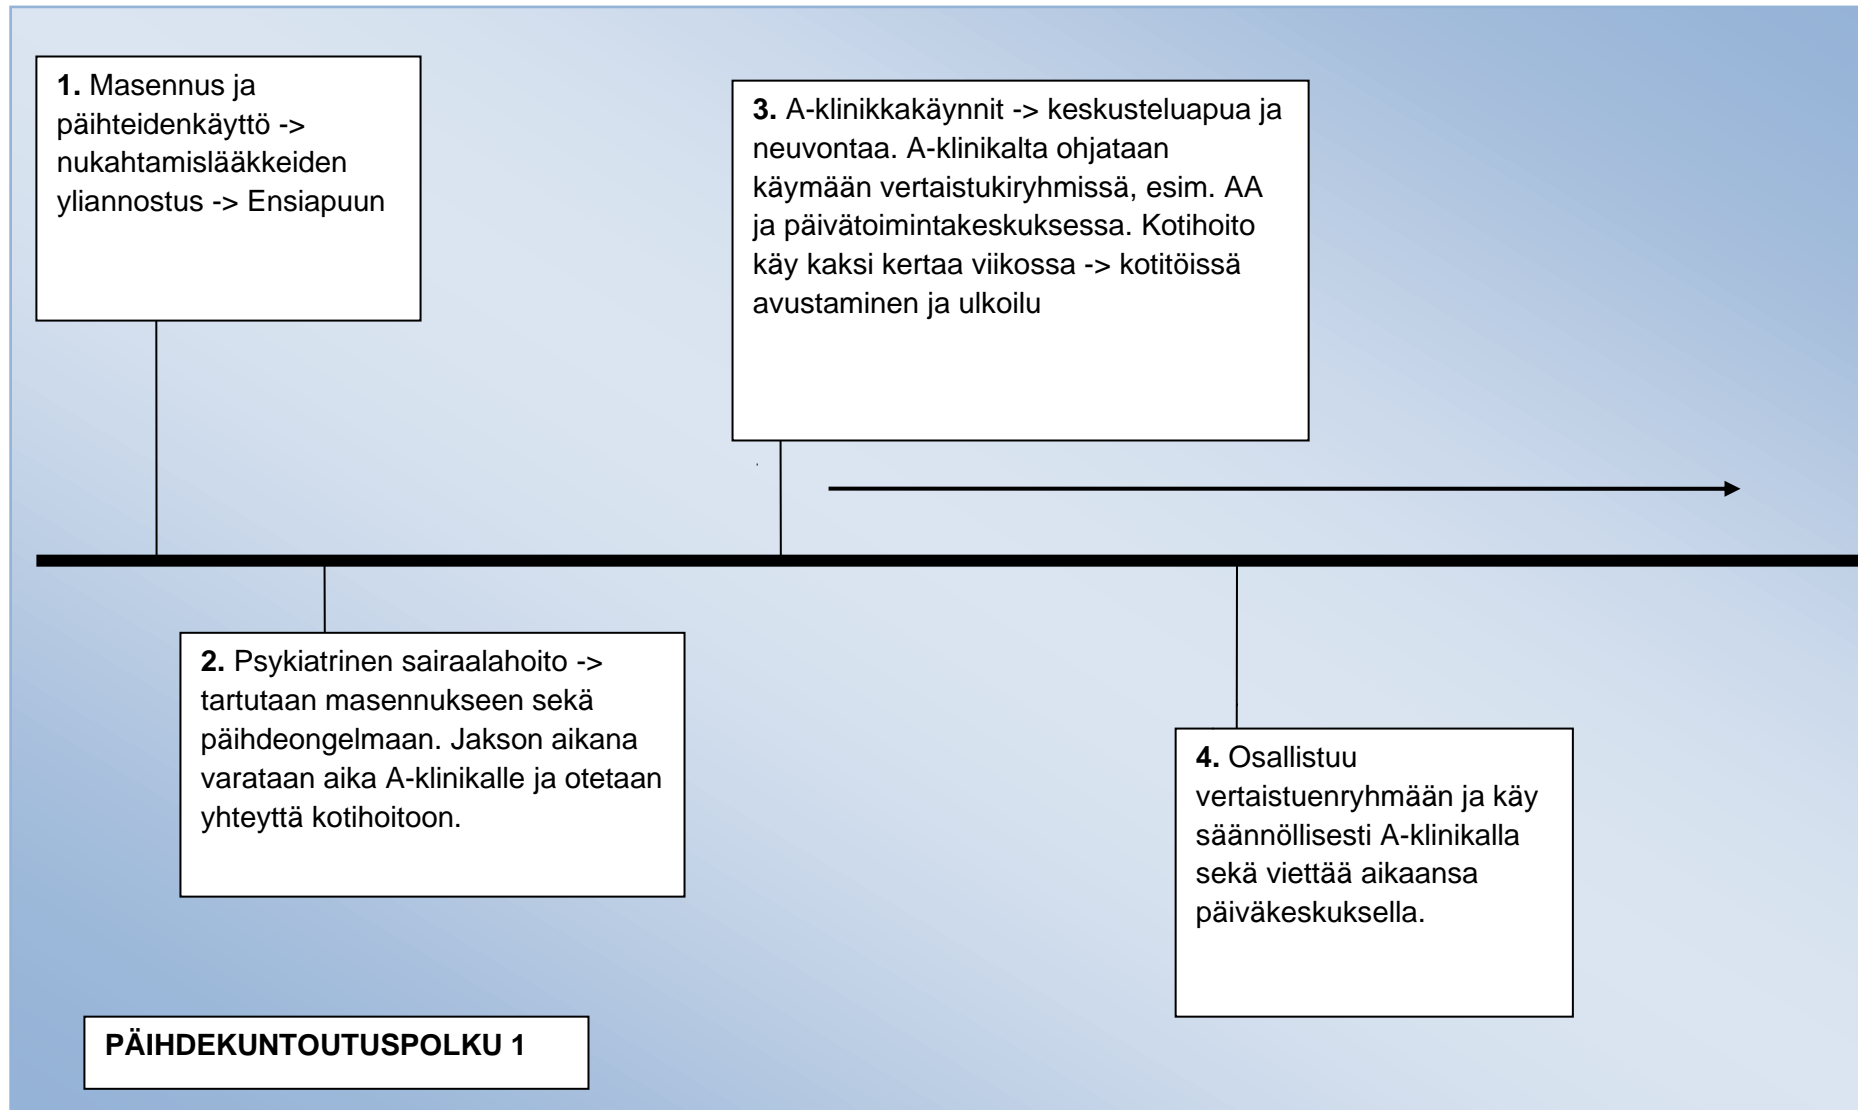 1. Masennus ja
päihteidenkäyttö ->
nukahtamislääkkeiden
yliannostus -> Ensiapuun
2. Psykiatrinen sairaalahoito ->
tartutaan masennukseen sekä
päihdeongelmaan. Jakson aikana
varataan aika A-klinikalle ja otetaan
yhteyttä kotihoitoon.
3. A-klinikkakäynnit -> keskusteluapua ja
neuvontaa. A-klinikalta ohjataan
käymään vertaistukiryhmissä, esim. AA
ja päivätoimintakeskuksessa. Kotihoito
käy kaksi kertaa viikossa -> kotitöissä
avustaminen ja ulkoilu
4. Osallistuu
vertaistuenryhmään ja käy
säännöllisesti A-klinikalla
sekä viettää aikaansa
päiväkeskuksella.
PÄIHDEKUNTOUTUSPOLKU 1